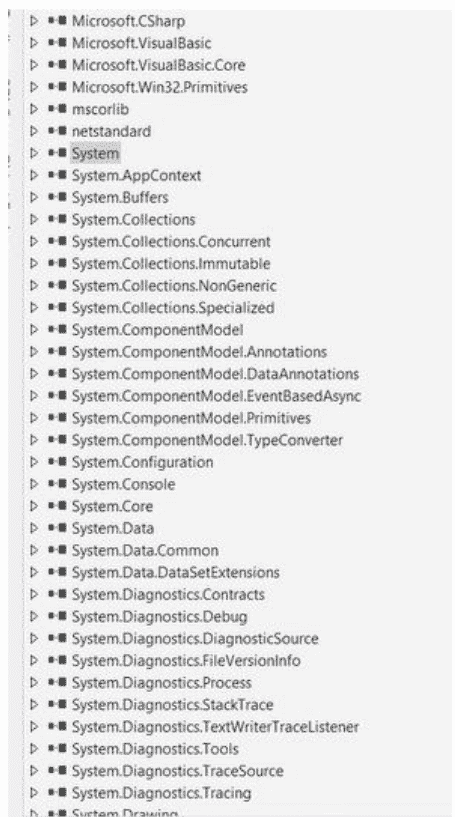 Microsoft.CSharp
Microsoft.VisualBasic
Microsoft.VisualBasic.Core
Microsoft.Win32.Primitives
mscorlib
netstandard
System
System.AppContext
System.Buffers
System.Collections
System.Collections.Concurrent
System.Collections.Immutable
System.Collections.NonGeneric
System.Collections.Specialized
System.ComponentModel
System.ComponentModel.Annotations
System.ComponentModel.DataAnnotations
System.ComponentModel.EventBasedAsync
System.ComponentModel.Primitives
System.ComponentModel.TypeConverter
System.Configuration
System.Console
System.Core
System.Data
System.Data.Common
System.Data.DataSetExtensions
System.Diagnostics.Contracts
System.Diagnostics.Debug
System.Diagnostics.DiagnosticSource
System.Diagnostics.FileVersionInfo
System.Diagnostics.Process
System.Diagnostics.StackTrace
System.Diagnostics.TextWriterTraceListener
System.Diagnostics.Tools
System.Diagnostics.TraceSource
System.Diagnostics.Tracing
System.Drawing